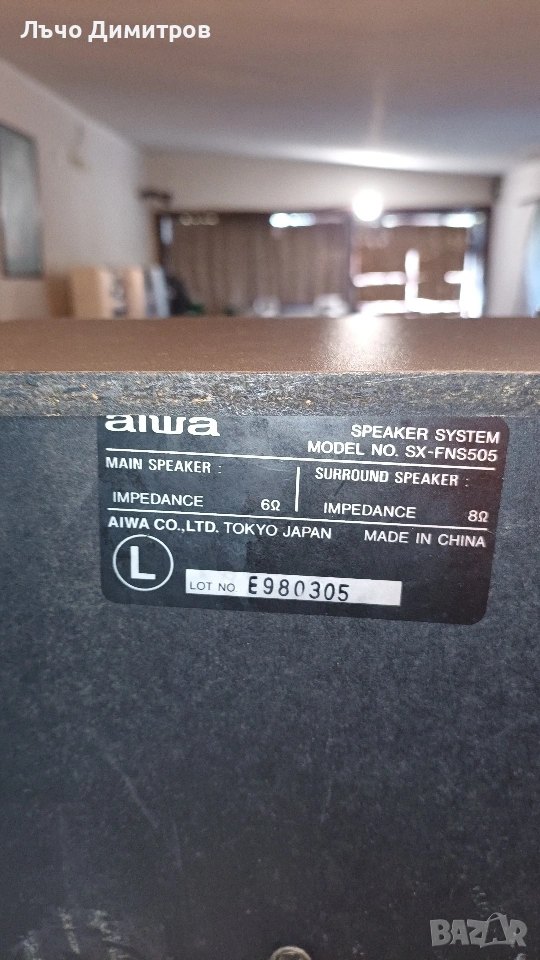 Лъчо Димитров
aiwa
SPEAKER SYSTEM
MODEL NO. SX-FNS505
MAIN SPEAKER :
IMPEDANCE 6Ω
SURROUND SPEAKER :
IMPEDANCE 8Ω
AIWA CO.,LTD. TOKYO JAPAN MADE IN CHINA
L
LOT NO E980305
BAZAR